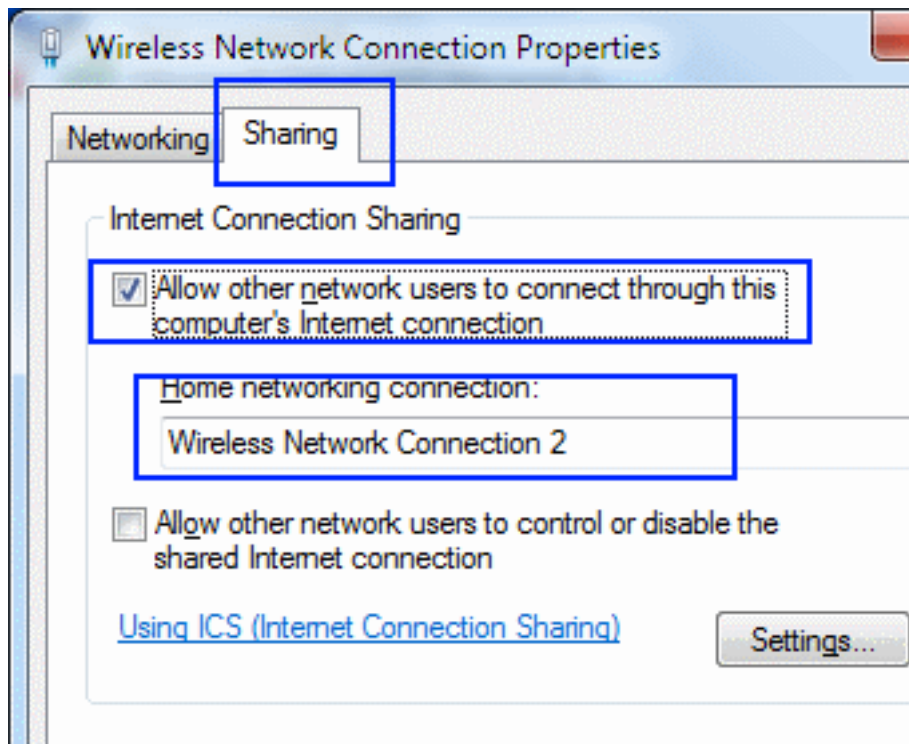 Wireless Network Connection Properties
Networking
Sharing
Internet Connection Sharing
Allow other network users to connect through this
computer's Internet connection
Home networking connection:
Wireless Network Connection 2
Allow other network users to control or disable the
shared Internet connection
Using ICS (Internet Connection Sharing)
Settings...